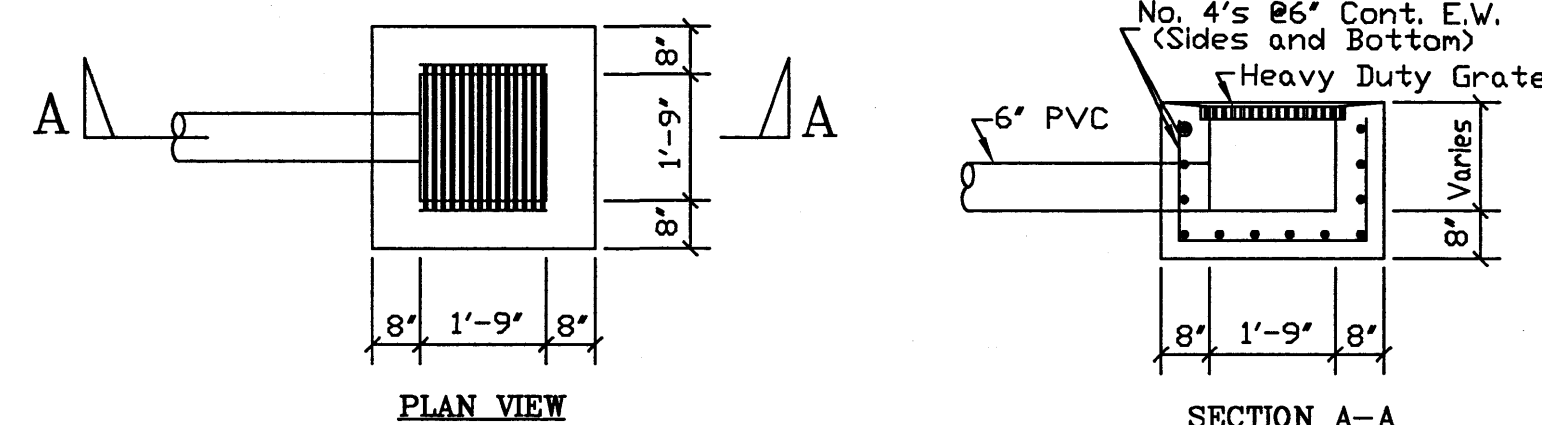 A
A
8"
1'-9"
8"
8"
1'-9"
8"
PLAN VIEW
No. 4's @6" Cont. E.W.
(Sides and Bottom)
Heavy Duty Grate
6" PVC
Varies
8"
8"
1'-9"
8"
SECTION A-A